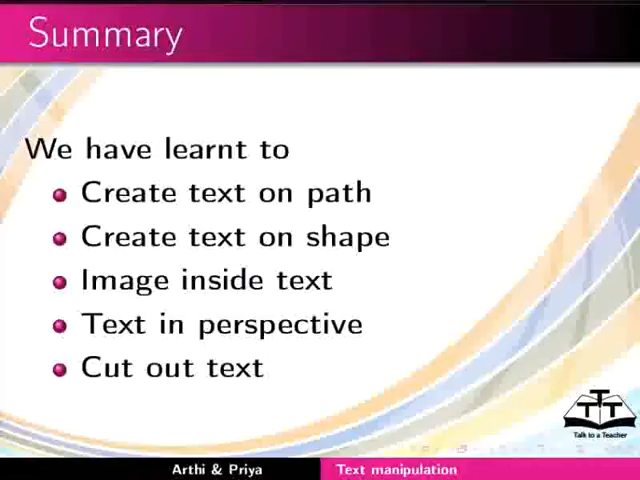 Summary
We have learnt to
Create text on path
Create text on shape
Image inside text
Text in perspective
Cut out text
TTT
Talk to a Teacher
Arthi & Priya
Text manipulation